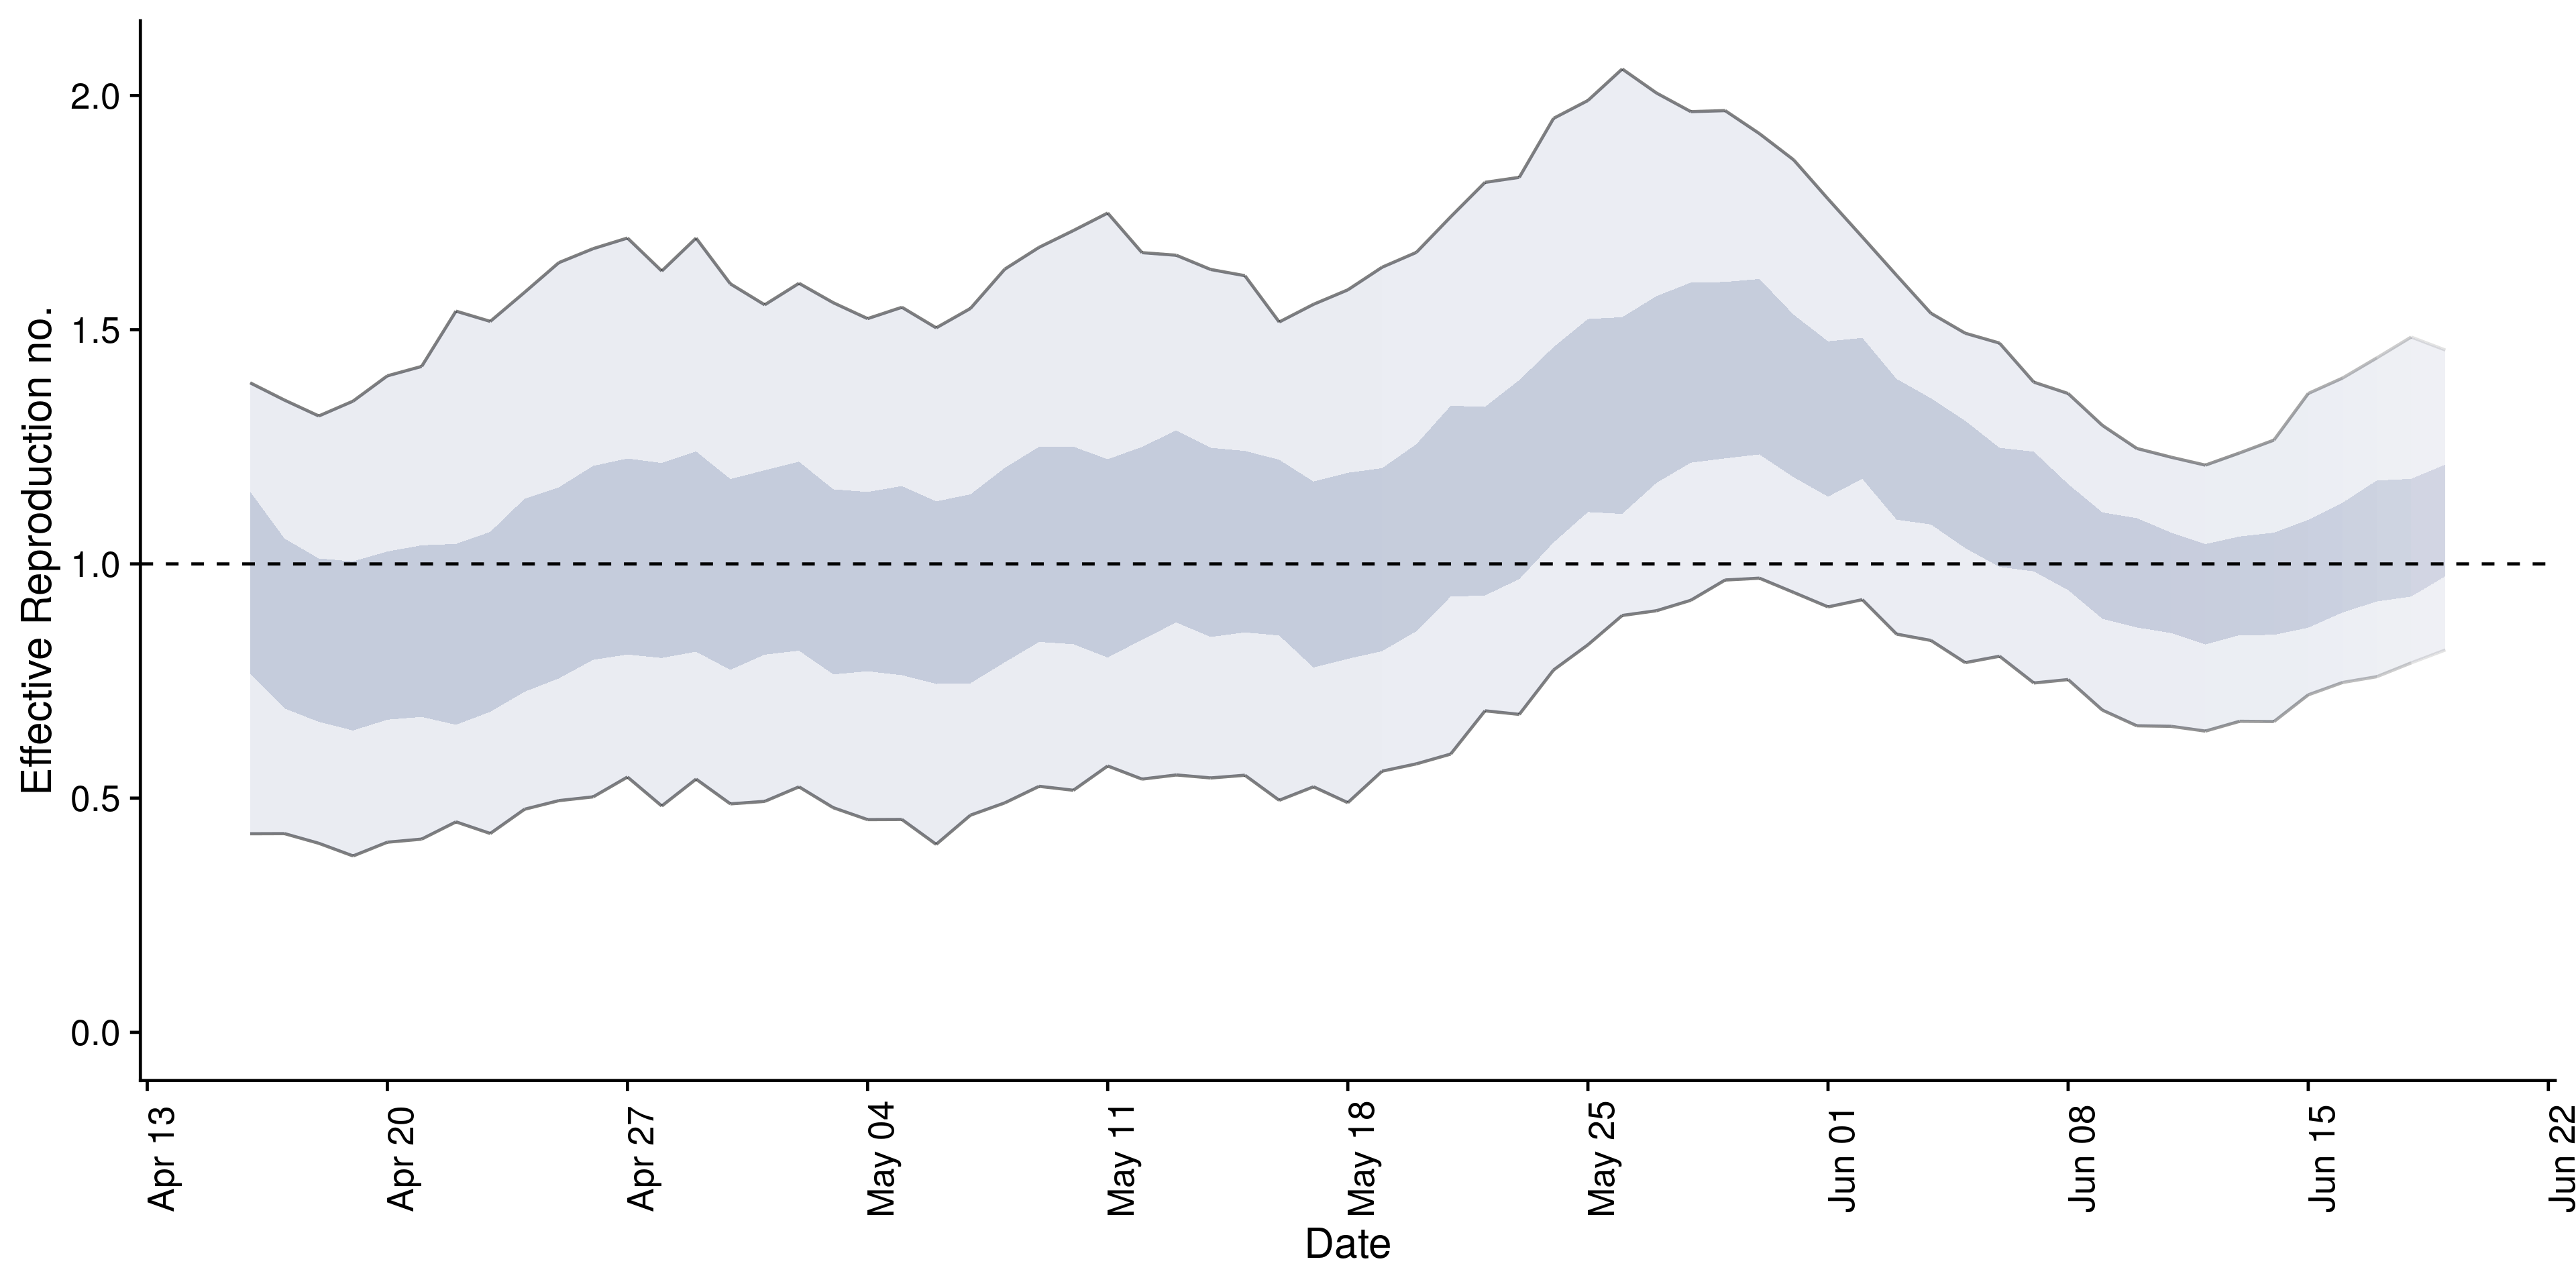 Effective Reproduction no.
2.0
1.5
1.0
0.5
0.0
Apr 13
Apr 20
Apr 27
May 04
May 11
May 18
May 25
Jun 01
Jun 08
Jun 15
Jun 22
Date